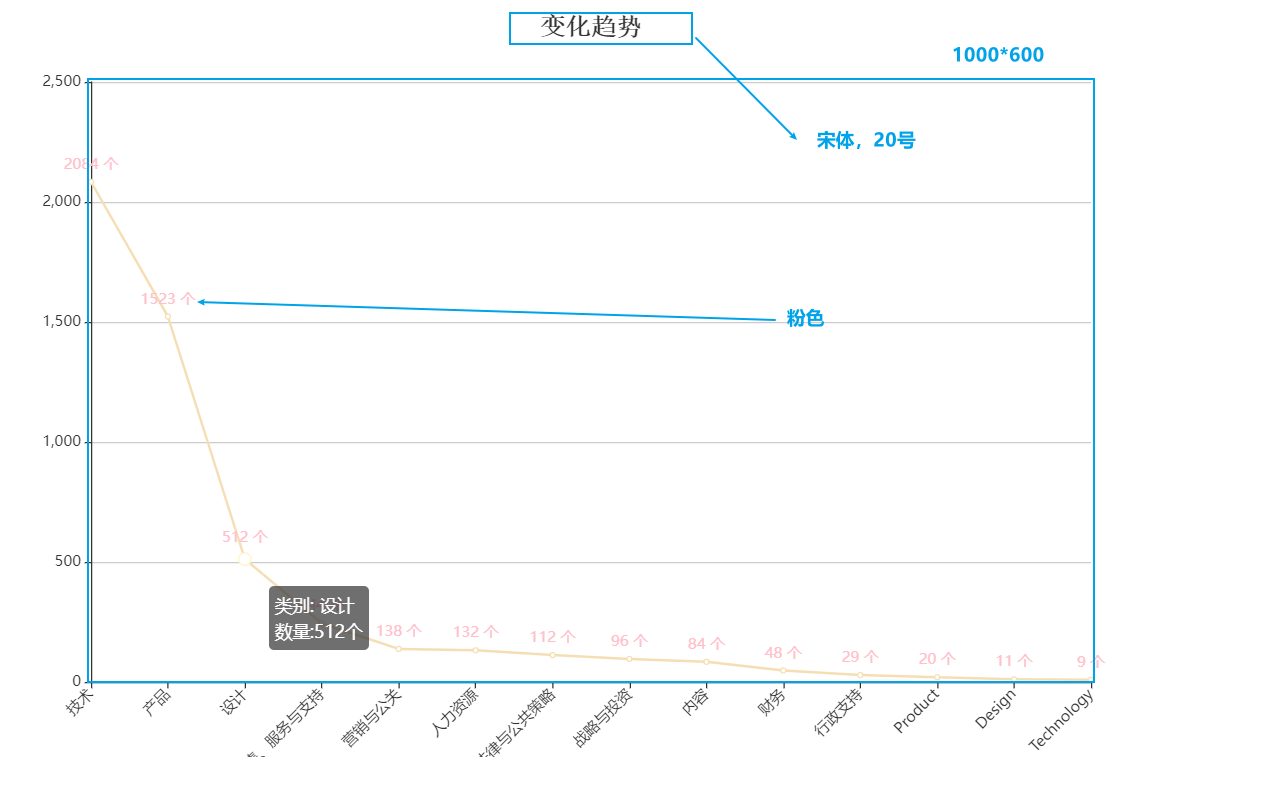 变化趋势
1000*600
2,500
宋体，20号
2084 个
2,000
1523 个
1,500
粉色
1,000
512 个
500
类别: 设计
数量:512个
138 个
132 个
112 个
96 个
84 个
48 个
29 个
20 个
11 个
9 个
0
技术
产品
设计
、服务与支持
营销与公关
人力资源
律与公共策略
战略与投资
内容
财务
行政支持
Product
Design
Technology